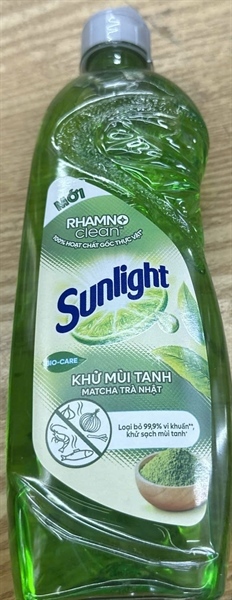 MỚI
RHAMNO+
clean™
100% HOẠT CHẤT GỐC THỰC VẬT*
Sunlight
BIO-CARE
KHỬ MÙI TANH
MATCHA TRÀ NHẬT
Loại bỏ 99,9% vi khuẩn**,
khử sạch mùi tanh*